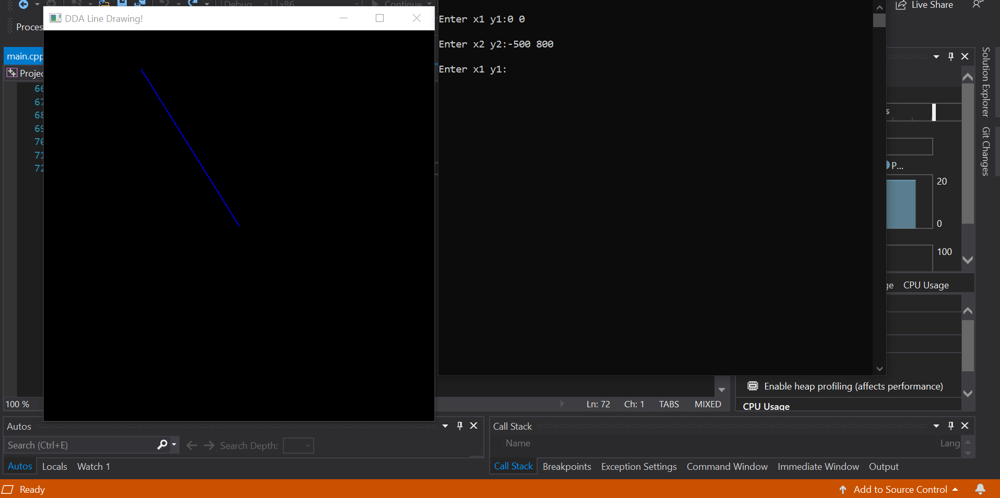 Debug
x86
Continue
Live Share
DDA Line Drawing!
Proces
main.cpp
Projec
66
67
68
69
70
71
72
Enter x1 y1:0 0
Enter x2 y2:-500 800
Enter x1 y1:
Solution Explorer
Git Changes
s
P...
20
0
100
ge
CPU Usage
Enable heap profiling (affects performance)
CPU Usage
100 %
Ln: 72
Ch: 1
TABS
MIXED
Autos
Search (Ctrl+E)
Search Depth:
Autos
Locals
Watch 1
Call Stack
Name
Lang
Call Stack
Breakpoints
Exception Settings
Command Window
Immediate Window
Output
Ready
Add to Source Control